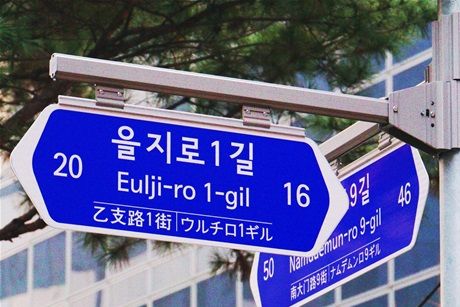 을지로1길
20 Eulji-ro 1-gil 16
乙支路1街|ウルチロ1ギル
9길
46
Namdaemun-ro 9-gil
50
南大门路9街|ナムデムンロ9ギル